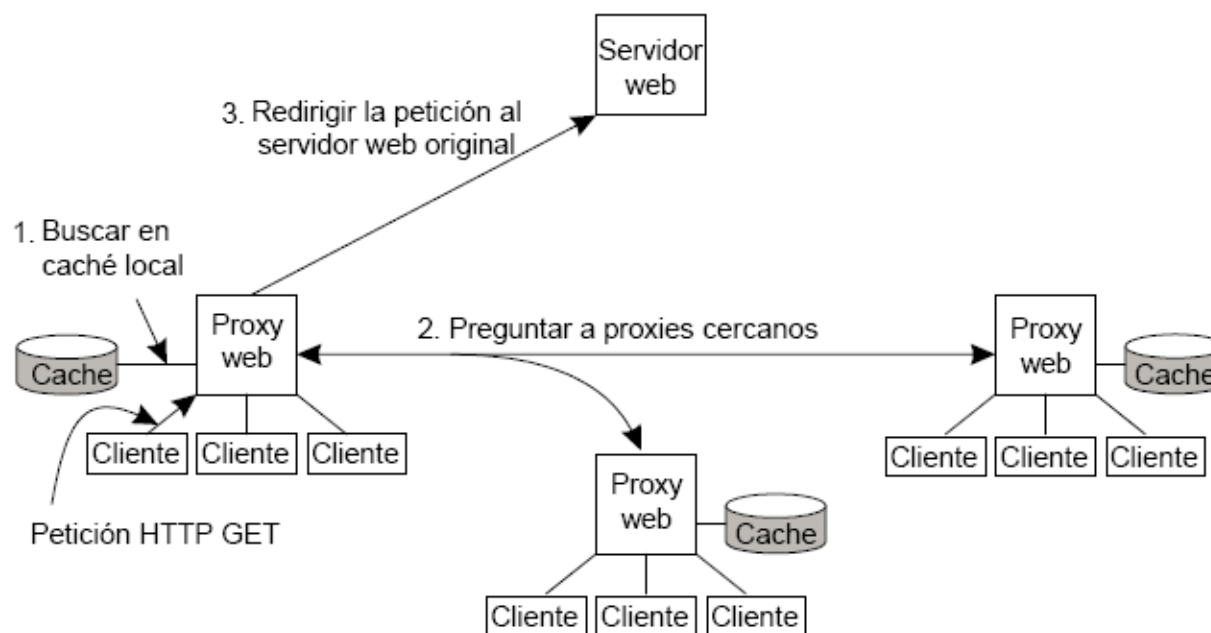 Servidor
web
3. Redirigir la petición al
servidor web original
1. Buscar en
caché local
Proxy
web
2. Preguntar a proxies cercanos
Proxy
web
Cache
Cache
Cliente Cliente Cliente
Cliente Cliente Cliente
Proxy
web
Petición HTTP GET
Cache
Cliente Cliente Cliente